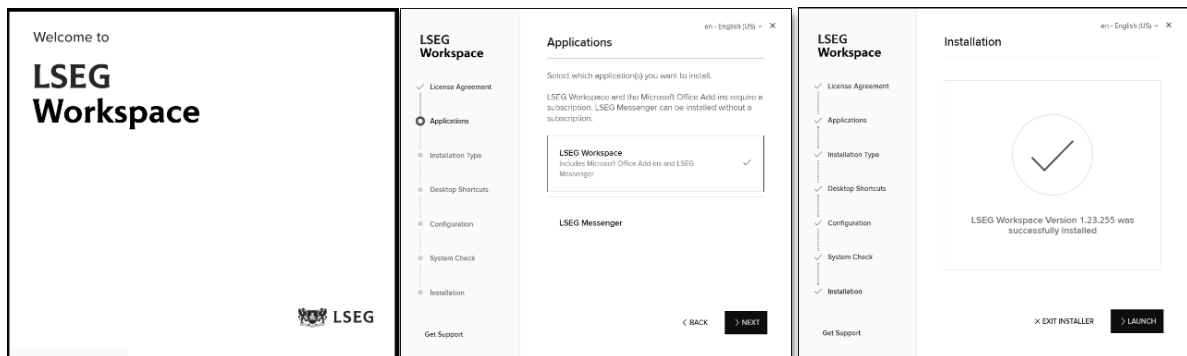 Welcome to
LSEG
Workspace
LSEG
LSEG
Workspace
License Agreement
Applications
Installation Type
Desktop Shortcuts
Configuration
System Check
Installation
Get Support
en - English (US)
Applications
Select which application(s) you want to install.
LSEG Workspace and the Microsoft Office Add-ins require a
subscription. LSEG Messenger can be installed without a
subscription.
LSEG Workspace
Includes Microsoft Office Add-ins and LSEG
Messenger
LSEG Messenger
BACK
NEXT
LSEG
Workspace
License Agreement
Applications
Installation Type
Desktop Shortcuts
Configuration
System Check
Installation
Get Support
en - English (US)
Installation
LSEG Workspace Version 1.23.255 was
successfully installed
EXIT INSTALLER
LAUNCH